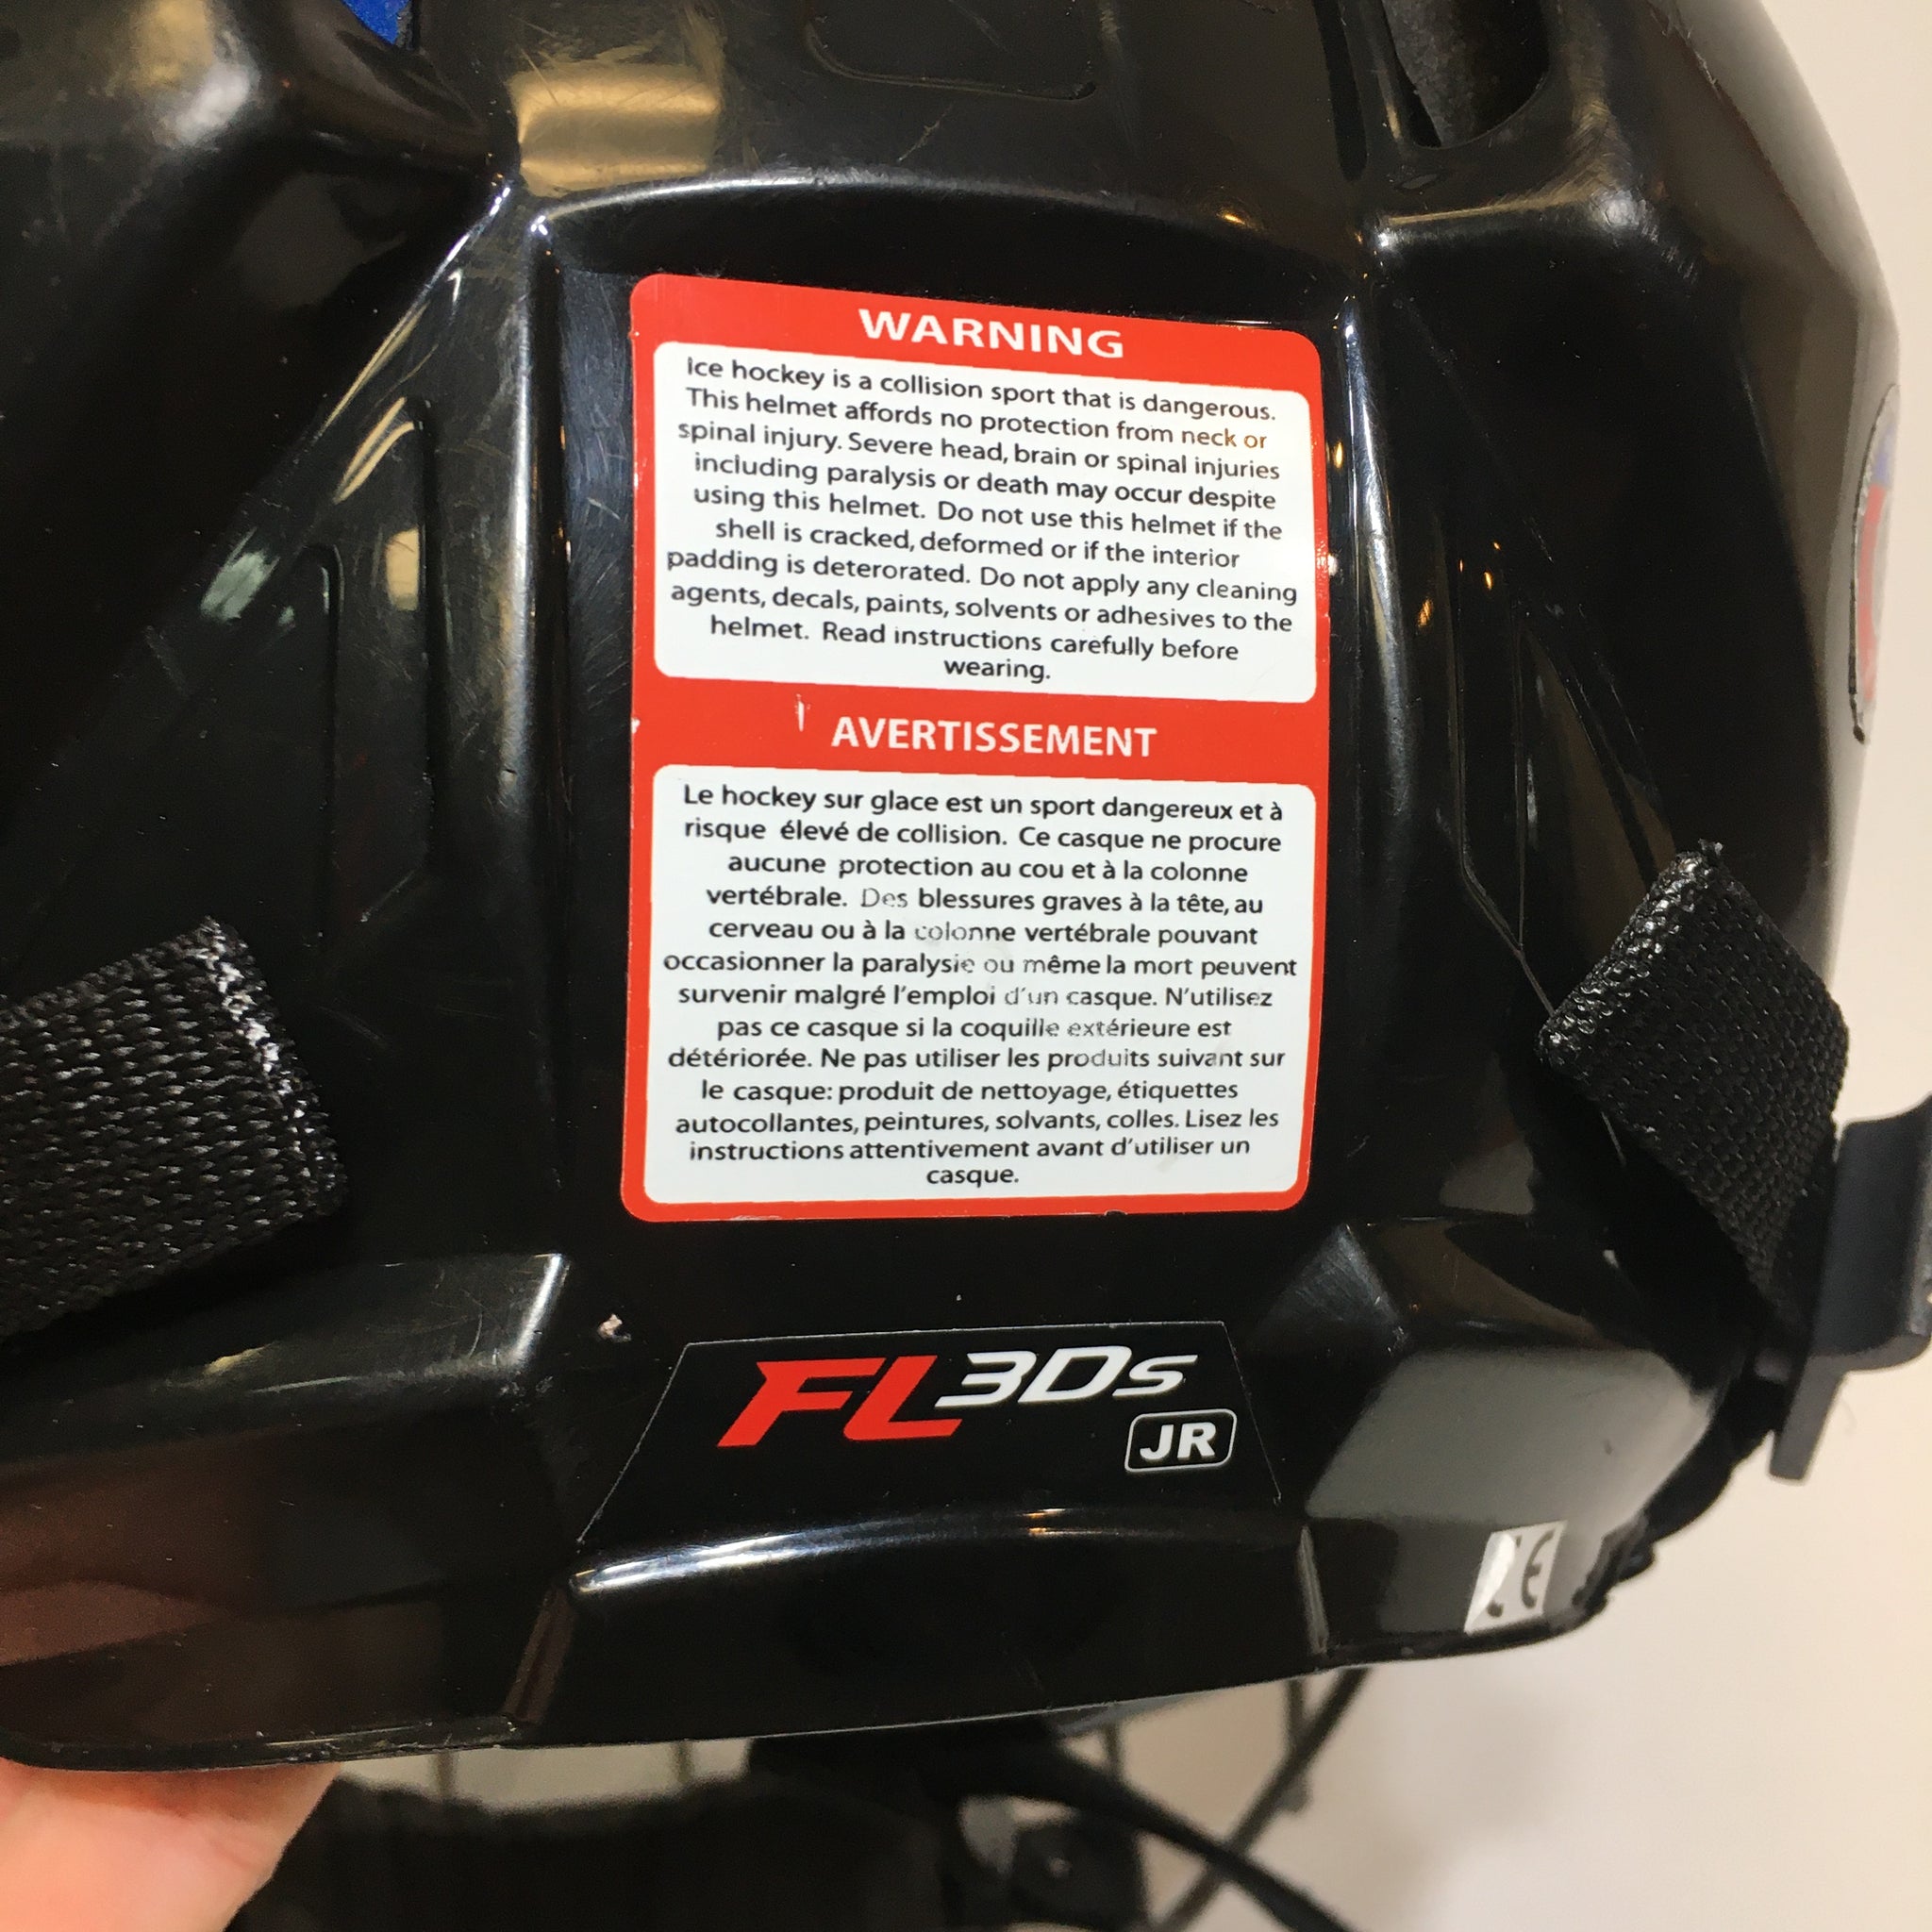 WARNING
Ice hockey is a collision sport that is dangerous.
This helmet affords no protection from neck or
spinal injury. Severe head, brain or spinal injuries
including paralysis or death may occur despite
using this helmet. Do not use this helmet if the
shell is cracked, deformed or if the interior
padding is deterorated. Do not apply any cleaning
agents, decals, paints, solvents or adhesives to the
helmet. Read instructions carefully before
wearing.
AVERTISSEMENT
Le hockey sur glace est un sport dangereux et à
risque élevé de collision. Ce casque ne procure
aucune protection au cou et à la colonne
vertébrale. Des blessures graves à la tête, au
cerveau ou à la colonne vertébrale pouvant
occasionner la paralysie ou même la mort peuvent
survenir malgré l'emploi d'un casque. N'utilisez
pas ce casque si la coquille extérieure est
détériorée. Ne pas utiliser les produits suivant sur
le casque: produit de nettoyage, étiquettes
autocollantes, peintures, solvants, colles. Lisez les
instructions attentivement avant d'utiliser un
casque.
FL3Ds
JR
CE